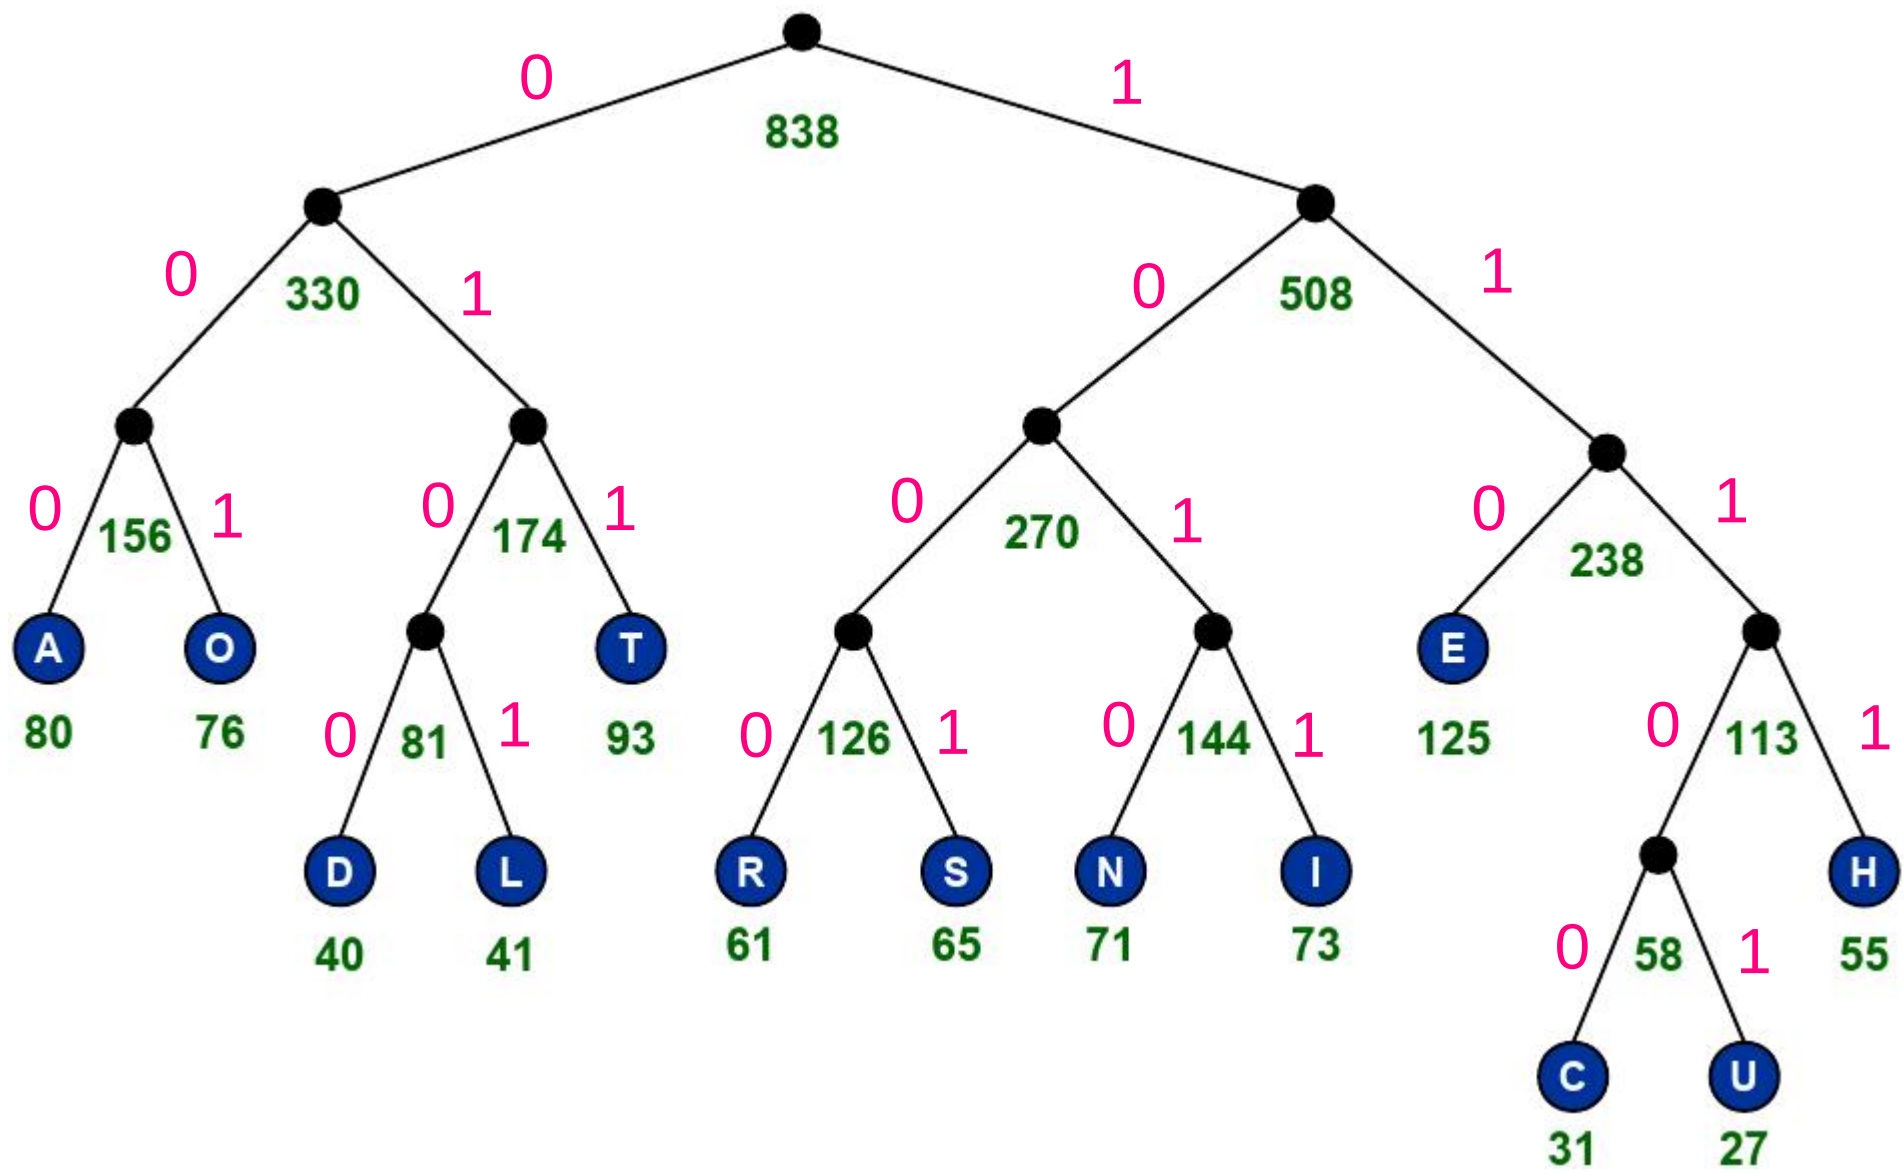 0 1
838
0 330 1 0 508 1
0 156 1 0 174 1 0 270 1 0 238 1
A O T E
80 76 0 81 1 93 0 126 1 0 144 1 125 0 113 1
D L R S N I H
40 41 61 65 71 73 0 58 1 55
C U
31 27